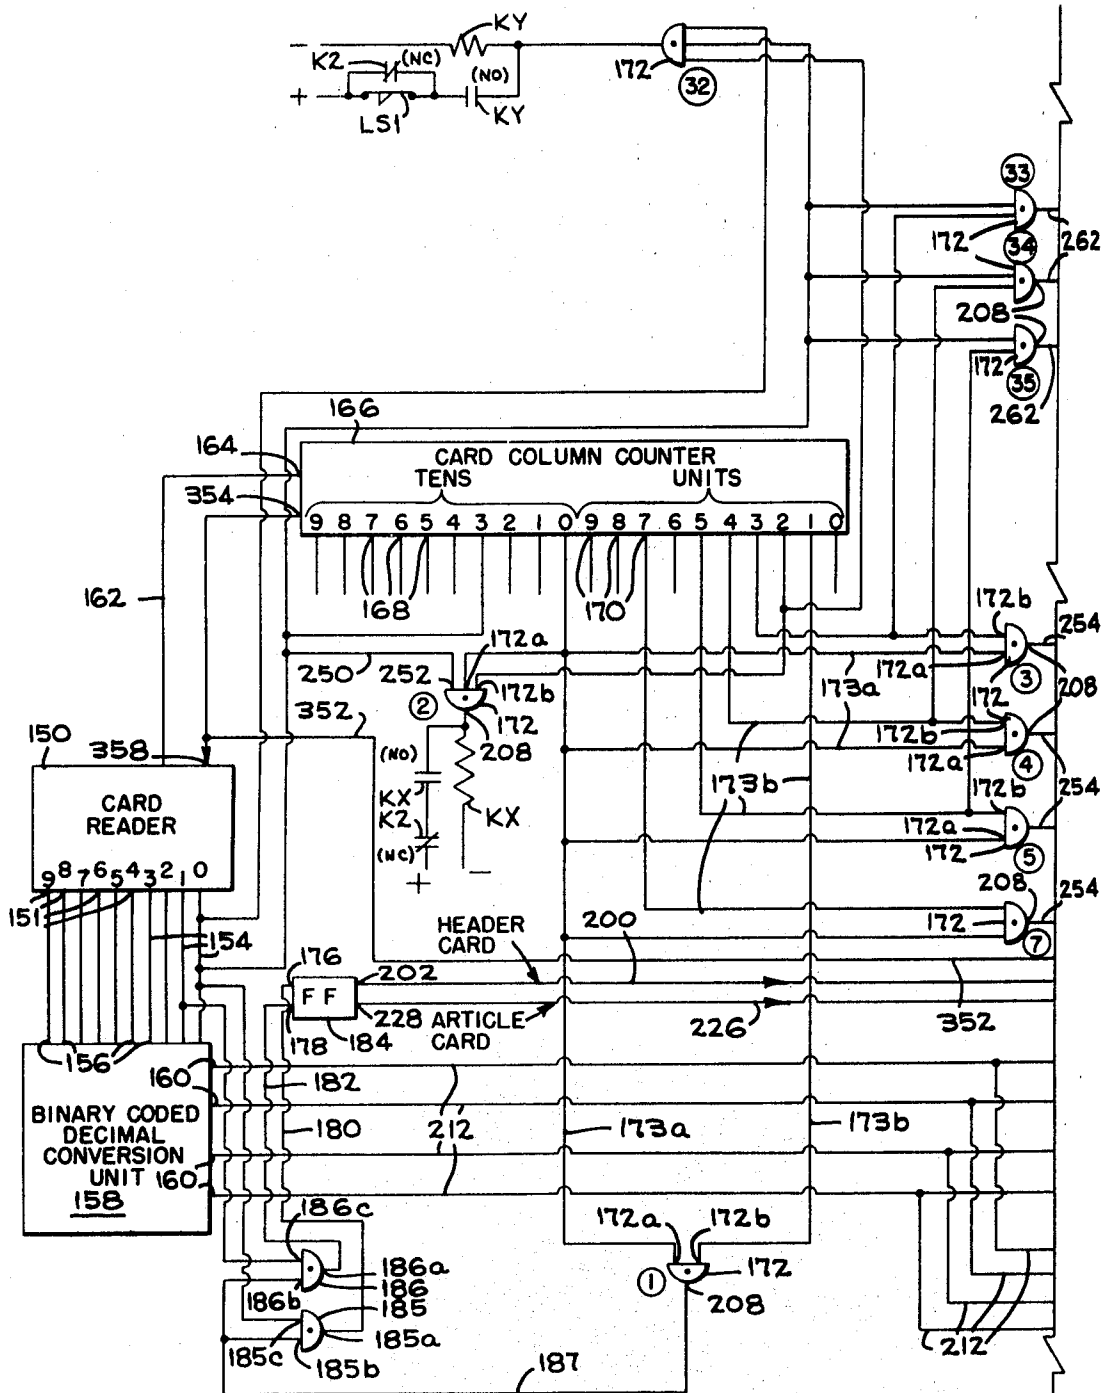 KY
−
K2 (NC)
(NO)
+
LS1
KY
172
32
33
172
34
262
208
172
35
262
166
164
CARD COLUMN COUNTER
TENS UNITS
354
9 8 7 6 5 4 3 2 1 0 9 8 7 6 5 4 3 2 1 0
162
168
170
172b
254
172a
250
252
172b
172a
172
173a
3
2
172
208
208
352
172
150
358
172b
254
172a
4
(NO)
KX
KX
173b
172b
254
CARD READER
K2
172a
(NC)
172
5
+ −
9 8 7 6 5 4 3 2 1 0
151
208
254
HEADER CARD
200
172
7
154
176
202
FF
228
ARTICLE CARD
226
352
178
184
156
160
182
BINARY CODED DECIMAL CONVERSION UNIT
158
212'
180
173a
173b
160
186c
172a
172b
186a
186
1
172
186b
185
208
185a
212
185c
185b
187